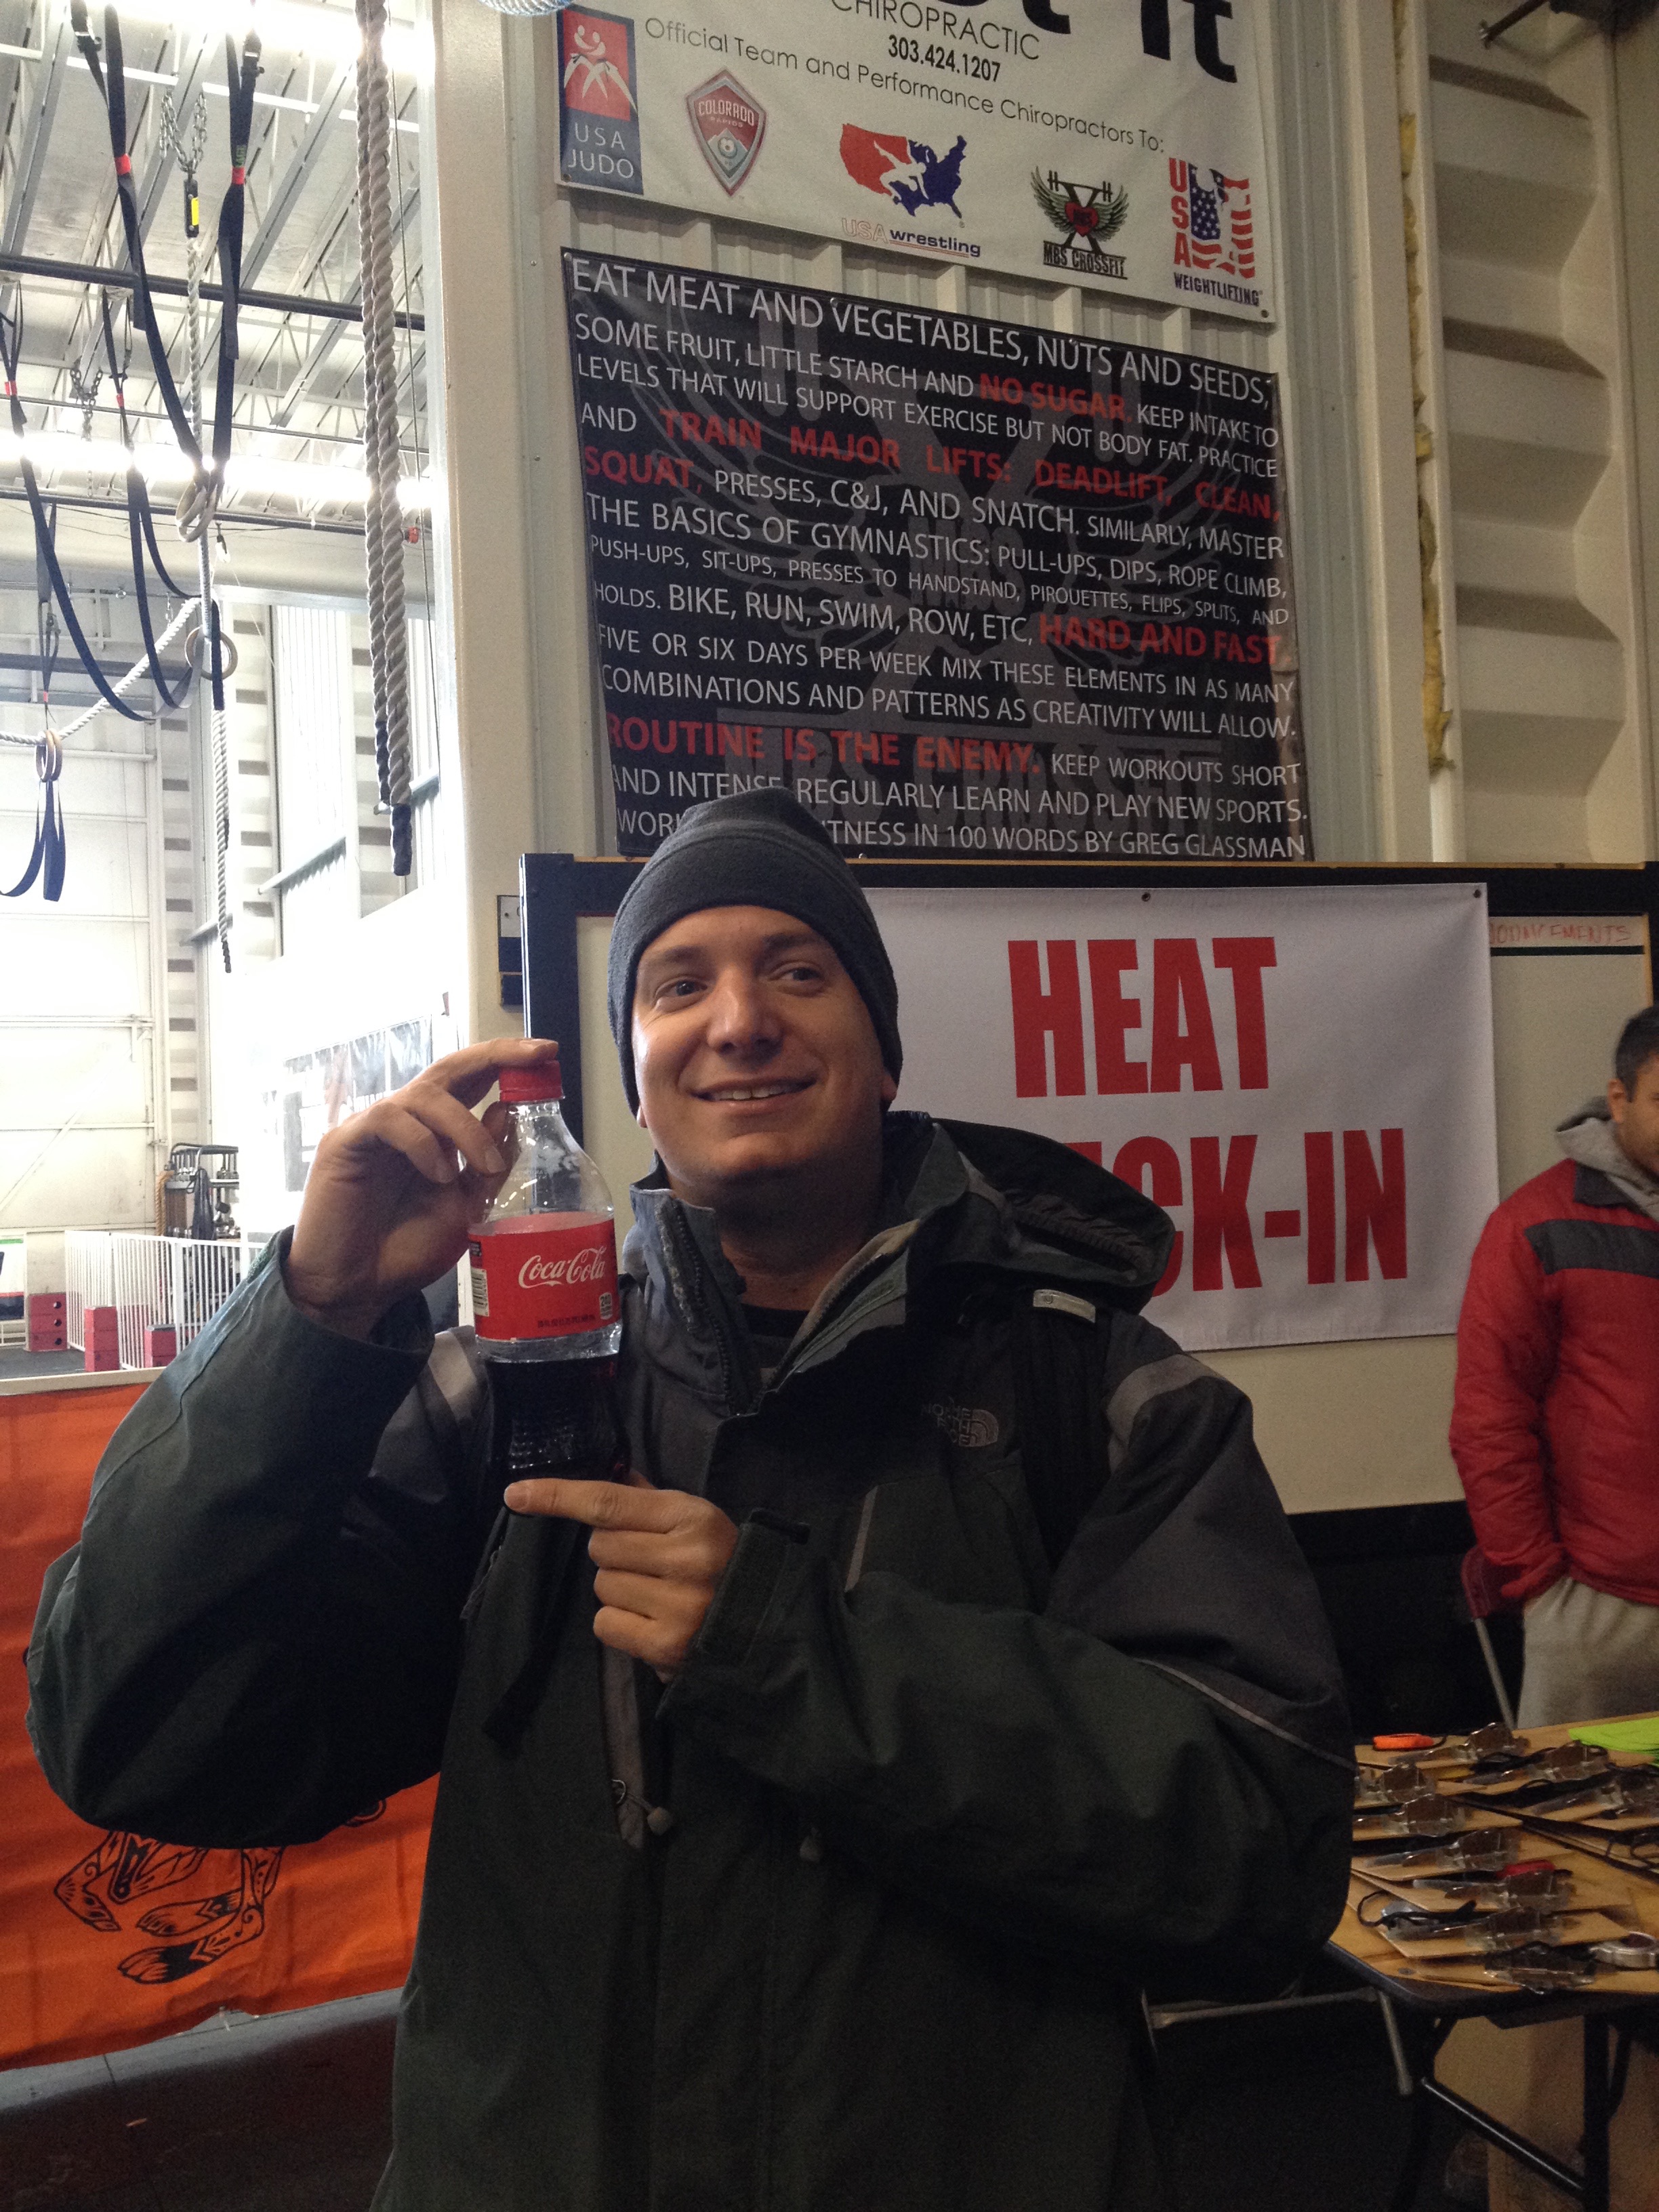 CHIROPRACTIC
303.424.1207
Official Team and Performance Chiropractors To:
USA
JUDO
COLORADO
RAPIDS
USA wrestling
MBS CROSSFIT
USA
WEIGHTLIFTING
EAT MEAT AND VEGETABLES, NUTS AND SEEDS,
SOME FRUIT, LITTLE STARCH AND NO SUGAR. KEEP INTAKE TO
LEVELS THAT WILL SUPPORT EXERCISE BUT NOT BODY FAT. PRACTICE
AND TRAIN MAJOR LIFTS: DEADLIFT, CLEAN,
SQUAT, PRESSES, C&J, AND SNATCH. SIMILARLY, MASTER
THE BASICS OF GYMNASTICS: PULL-UPS, DIPS, ROPE CLIMB,
PUSH-UPS, SIT-UPS, PRESSES TO HANDSTAND, PIROUETTES, FLIPS, SPLITS, AND
HOLDS. BIKE, RUN, SWIM, ROW, ETC, HARD AND FAST
FIVE OR SIX DAYS PER WEEK MIX THESE ELEMENTS IN AS MANY
COMBINATIONS AND PATTERNS AS CREATIVITY WILL ALLOW.
ROUTINE IS THE ENEMY. KEEP WORKOUTS SHORT
AND INTENSE REGULARLY LEARN AND PLAY NEW SPORTS.
IN 100 WORDS BY GREG GLASSMAN
HEAT
CK-IN
Coca-Cola
THE
NORTH
FACE